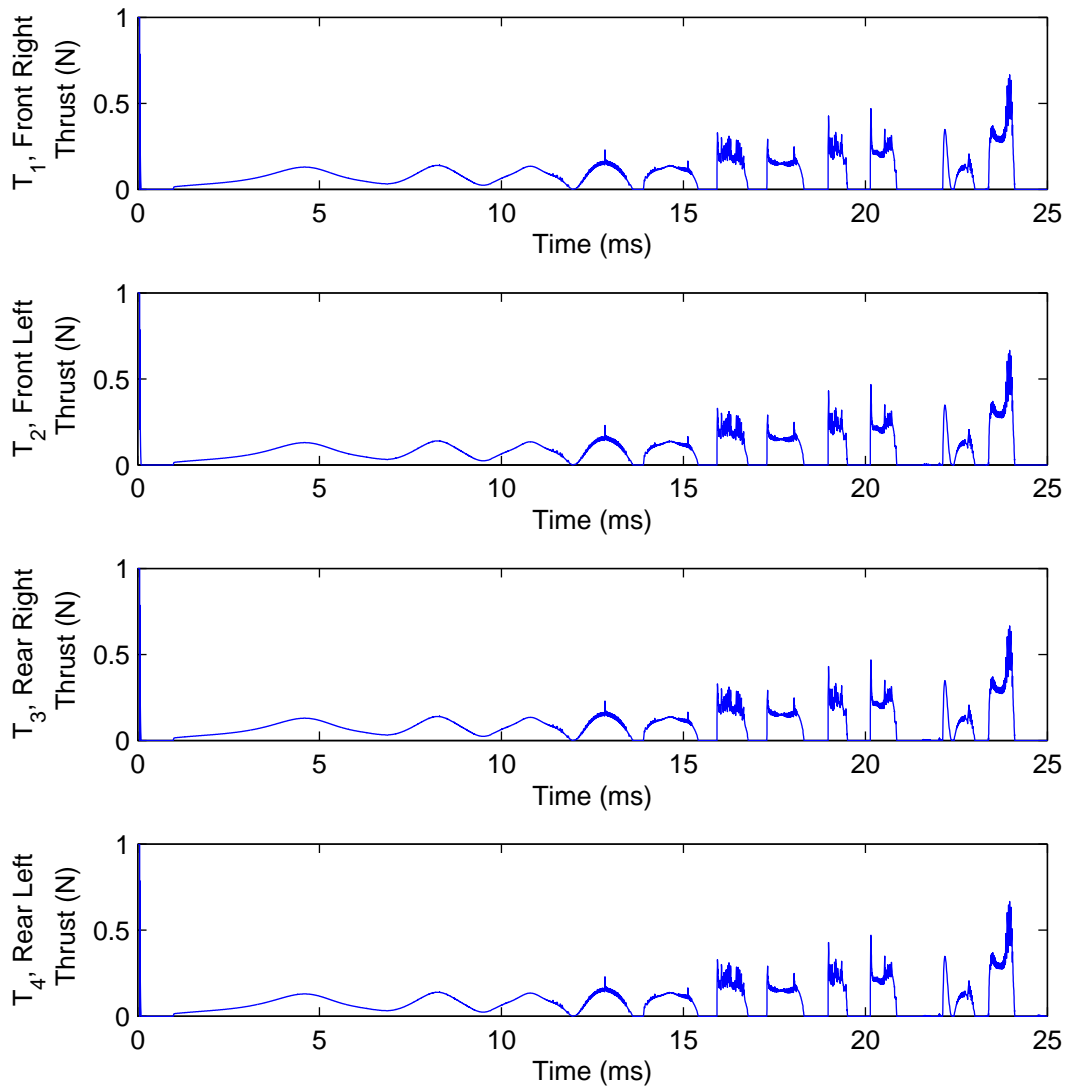 T1, Front Right
Thrust (N)
1
0.5
0
0 5 10 15 20 25
Time (ms)
T2, Front Left
Thrust (N)
1
0.5
0
0 5 10 15 20 25
Time (ms)
T3, Rear Right
Thrust (N)
1
0.5
0
0 5 10 15 20 25
Time (ms)
T4, Rear Left
Thrust (N)
1
0.5
0
0 5 10 15 20 25
Time (ms)